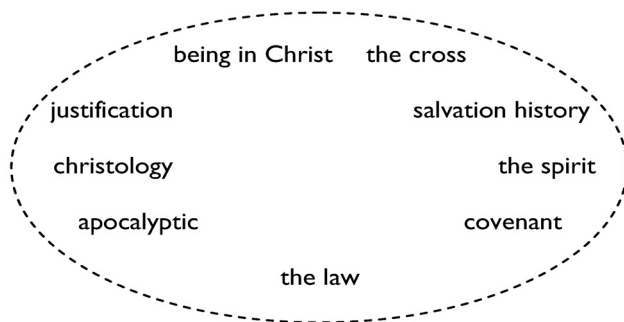 being in Christ the cross
justification salvation history
christology the spirit
apocalyptic covenant
the law